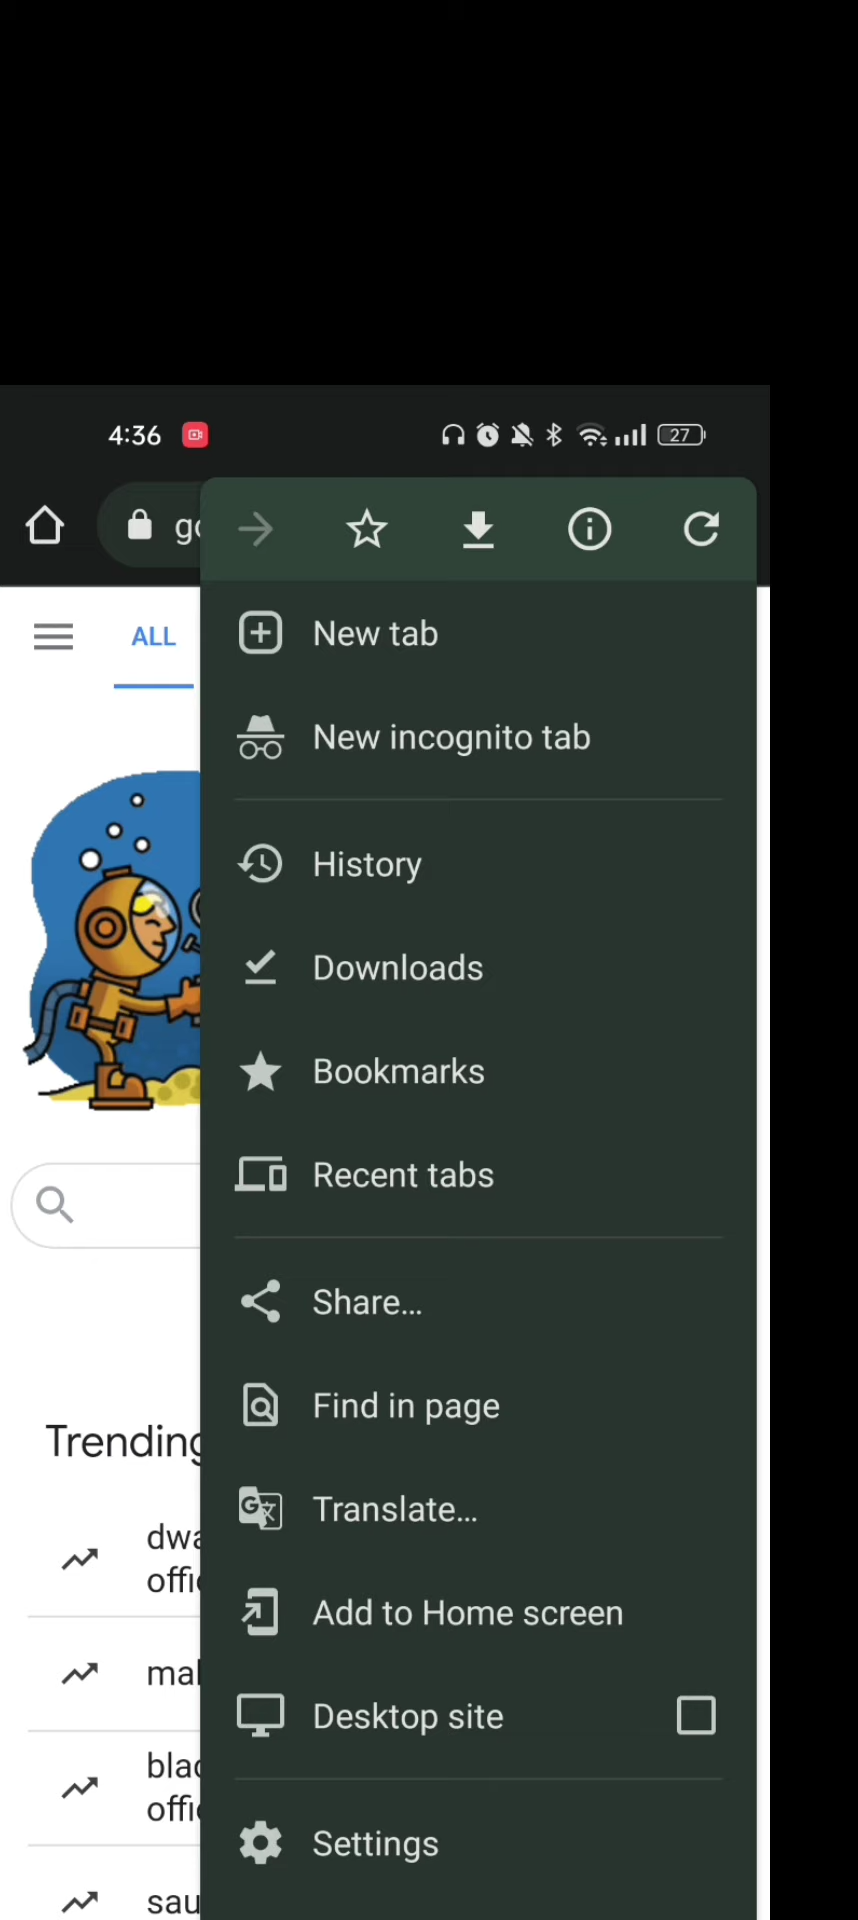 4:36
27
ALL
New tab
New incognito tab
History
Downloads
Bookmarks
Recent tabs
Share...
Find in page
Trending
Translate...
Add to Home screen
Desktop site
Settings